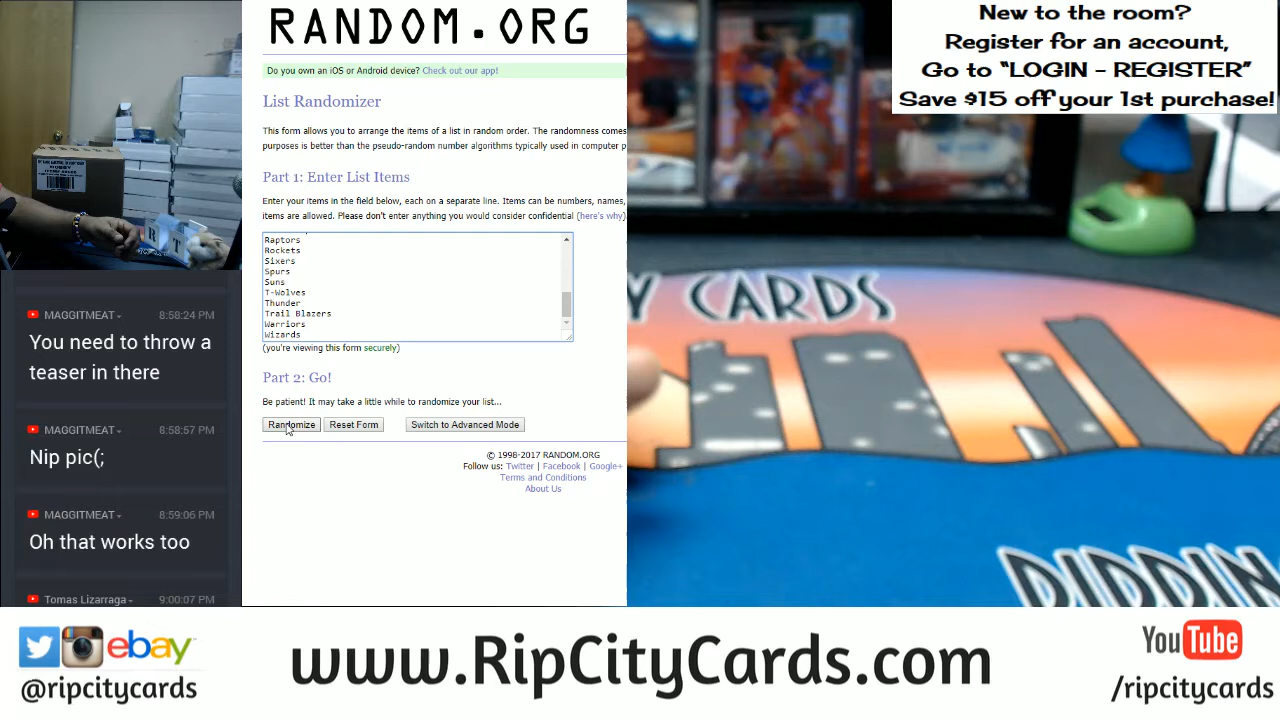 RANDOM.ORG
Do you own an iOS or Android device? Check out our app!
List Randomizer
This form allows you to arrange the items of a list in random order. The randomness comes
purposes is better than the pseudo-random number algorithms typically used in computer p
Part 1: Enter List Items
Enter your items in the field below, each on a separate line. Items can be numbers, names,
items are allowed. Please don't enter anything you would consider confidential (here's why)
Raptors
Rockets
Sixers
Spurs
Suns
T-Wolves
Thunder
Trail Blazers
Warriors
Wizards
(you're viewing this form securely)
Part 2: Go!
Be patient! It may take a little while to randomize your list...
Randomize Reset Form Switch to Advanced Mode
© 1998-2017 RANDOM.ORG
Follow us: Twitter | Facebook | Google+
Terms and Conditions
About Us
R T
MAGGITMEAT 8:58:24 PM
You need to throw a
teaser in there
MAGGITMEAT 8:58:57 PM
Nip pic(;
MAGGITMEAT 8:59:06 PM
Oh that works too
Tomas Lizarraga 9:00:07 PM
New to the room?
Register for an account,
Go to "LOGIN - REGISTER"
Save $15 off your 1st purchase!
Y CARDS
RIPPIN
ebay
@ripcitycards
www.RipCityCards.com
YouTube
/ripcitycards